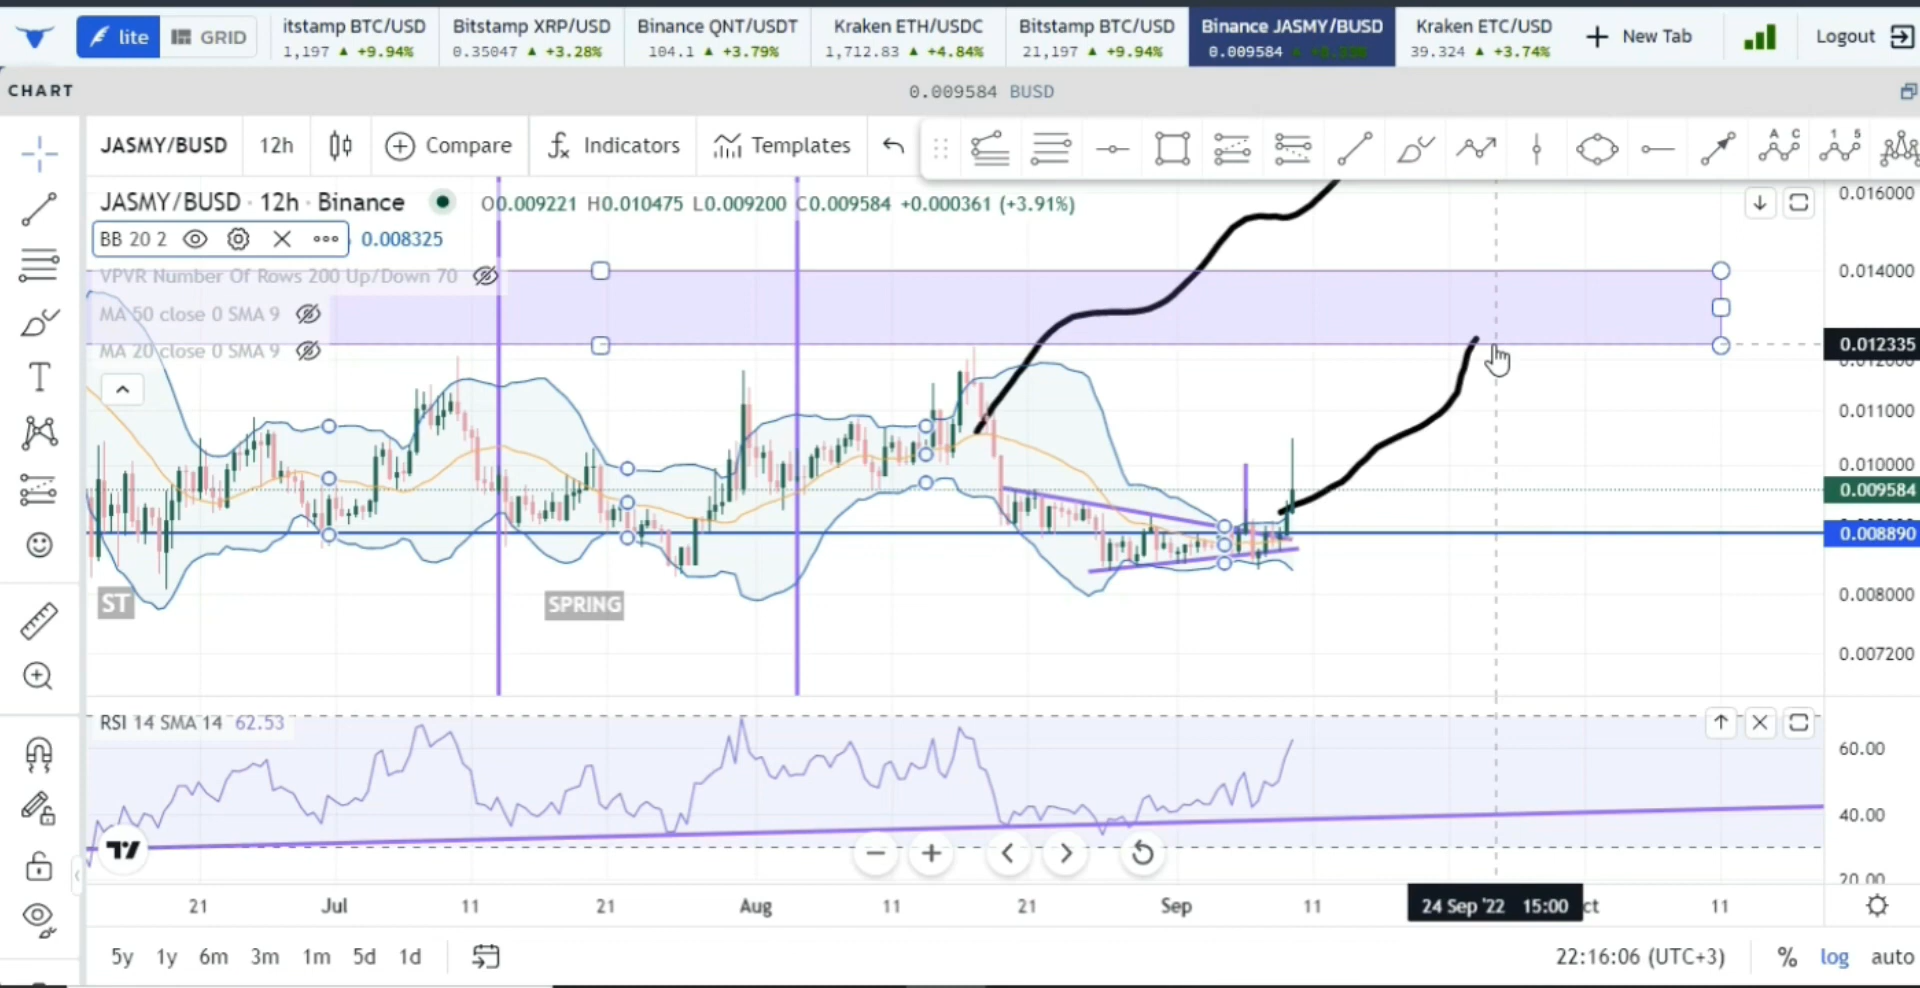 lite GRID itstamp BTC/USD Bitstamp XRP/USD Binance QNT/USDT Kraken ETH/USDC Bitstamp BTC/USD Binance JASMY/BUSD Kraken ETC/USD + New Tab Logout
1,197 ▲ +9.94% 0.35047 ▲ +3.28% 104.1 ▲ +3.79% 1,712.83 ▲ +4.84% 21,197 ▲ +9.94% 0.009584 39.324 ▲ +3.74%
CHART 0.009584 BUSD
JASMY/BUSD 12h Compare Indicators Templates
JASMY/BUSD · 12h · Binance O0.009221 H0.010475 L0.009200 C0.009584 +0.000361 (+3.91%)
BB 20 2 0.008325
VPVR Number Of Rows 200 Up/Down 70
MA 50 close 0 SMA 9
MA 20 close 0 SMA 9
0.016000
0.014000
0.012335
0.011000
0.010000
0.009584
0.008890
0.008000
0.007200
ST SPRING
RSI 14 SMA 14 62.53
60.00
40.00
20.00
21 Jul 11 21 Aug 11 21 Sep 11 24 Sep '22 15:00 ct 11
5y 1y 6m 3m 1m 5d 1d 22:16:06 (UTC+3) % log auto